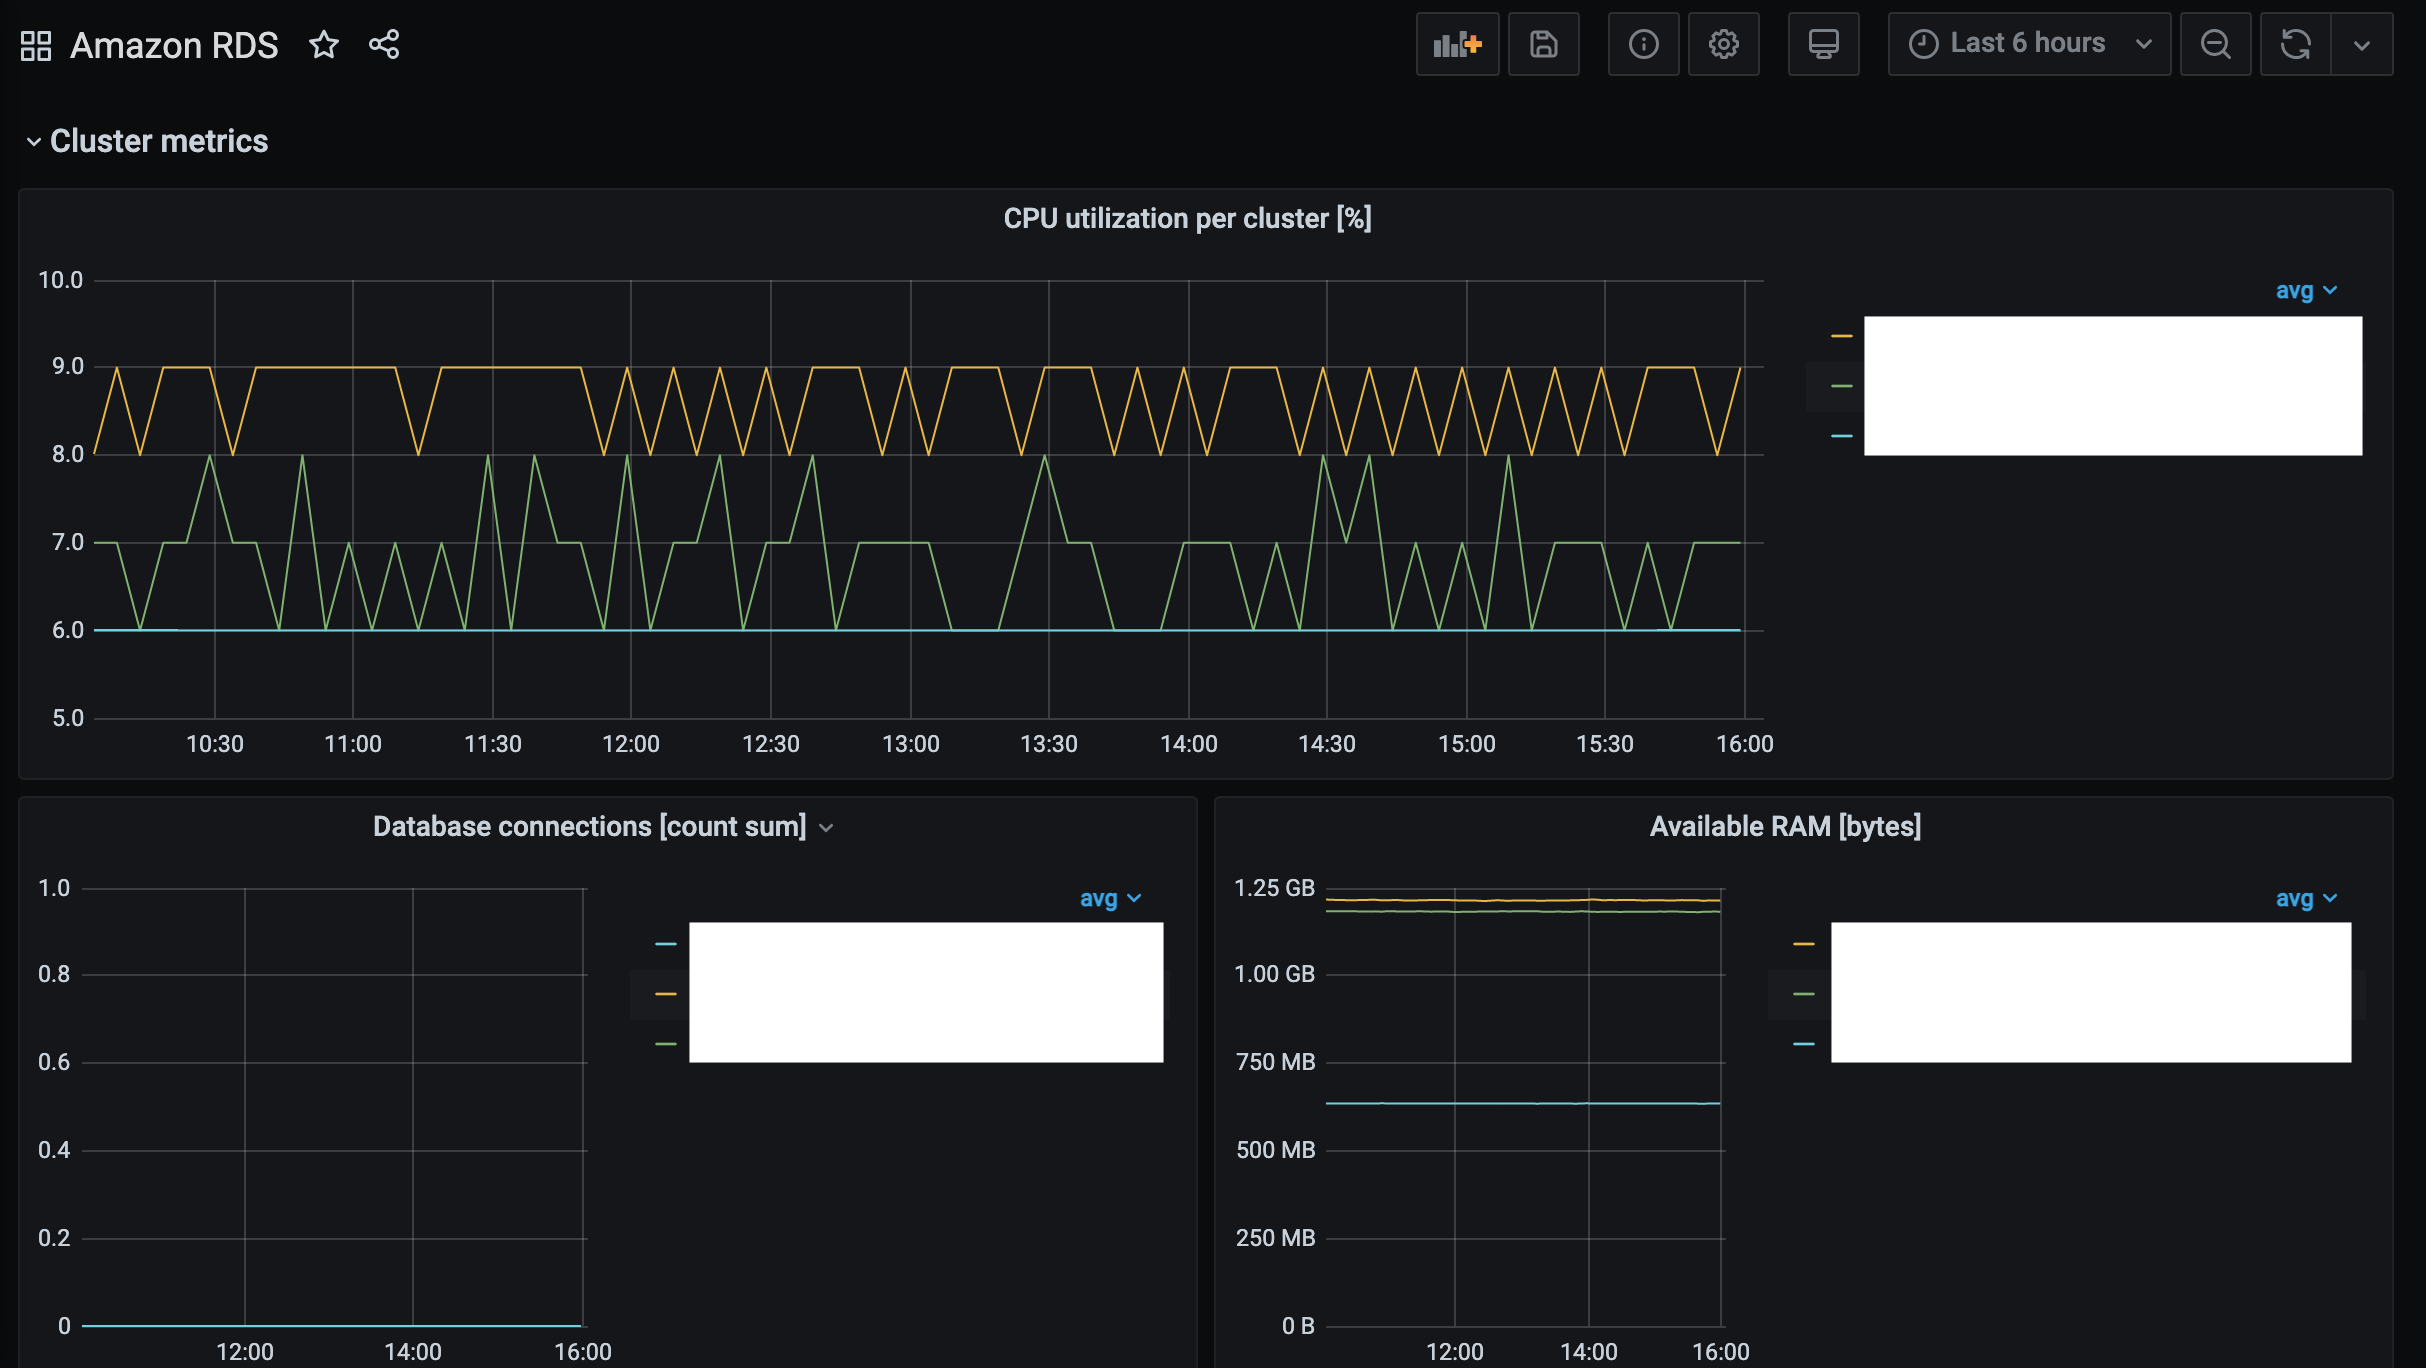 Amazon RDS
Last 6 hours
Cluster metrics
CPU utilization per cluster [%]
10.0
9.0
8.0
7.0
6.0
5.0
10:30 11:00 11:30 12:00 12:30 13:00 13:30 14:00 14:30 15:00 15:30 16:00
avg
Database connections [count sum]
1.0
0.8
0.6
0.4
0.2
0
12:00 14:00 16:00
avg
Available RAM [bytes]
1.25 GB
1.00 GB
750 MB
500 MB
250 MB
0 B
12:00 14:00 16:00
avg